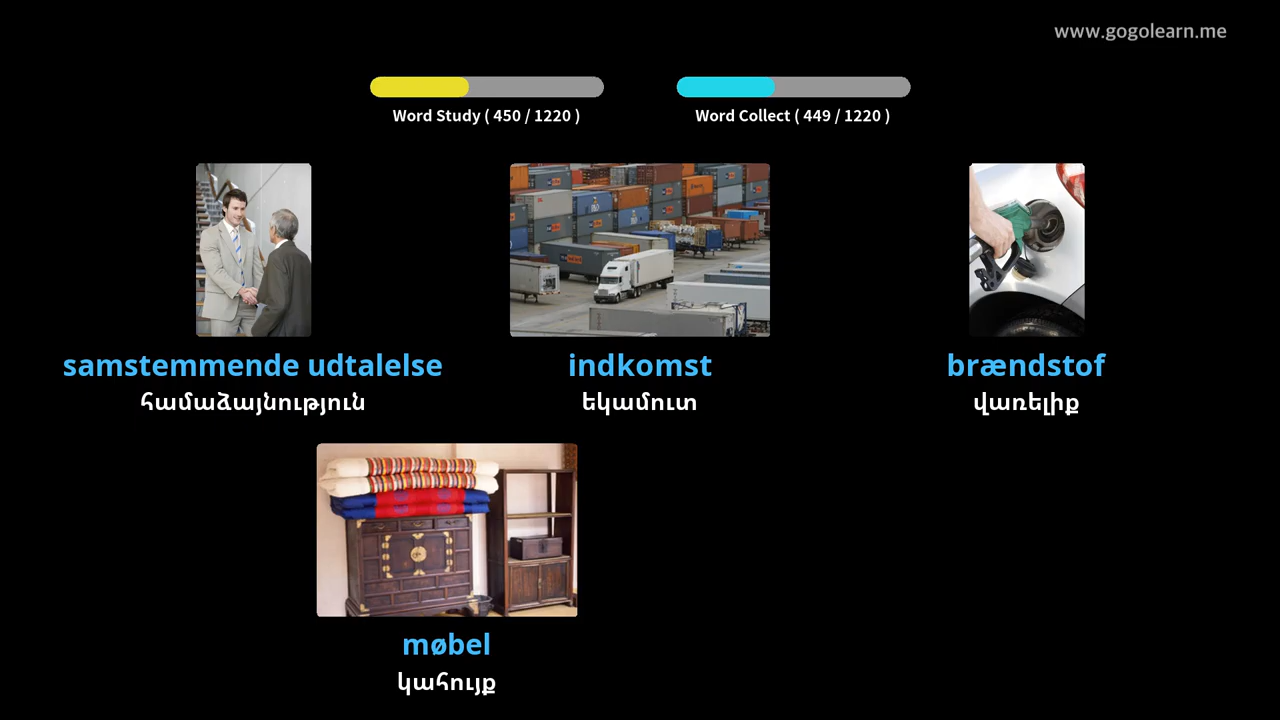 www.gogolearn.me
Word Study ( 450 / 1220 )
Word Collect ( 449 / 1220 )
samstemmende udtalelse
համաձայնություն
indkomst
եկամուտ
brændstof
վառելիք
møbel
կահույք